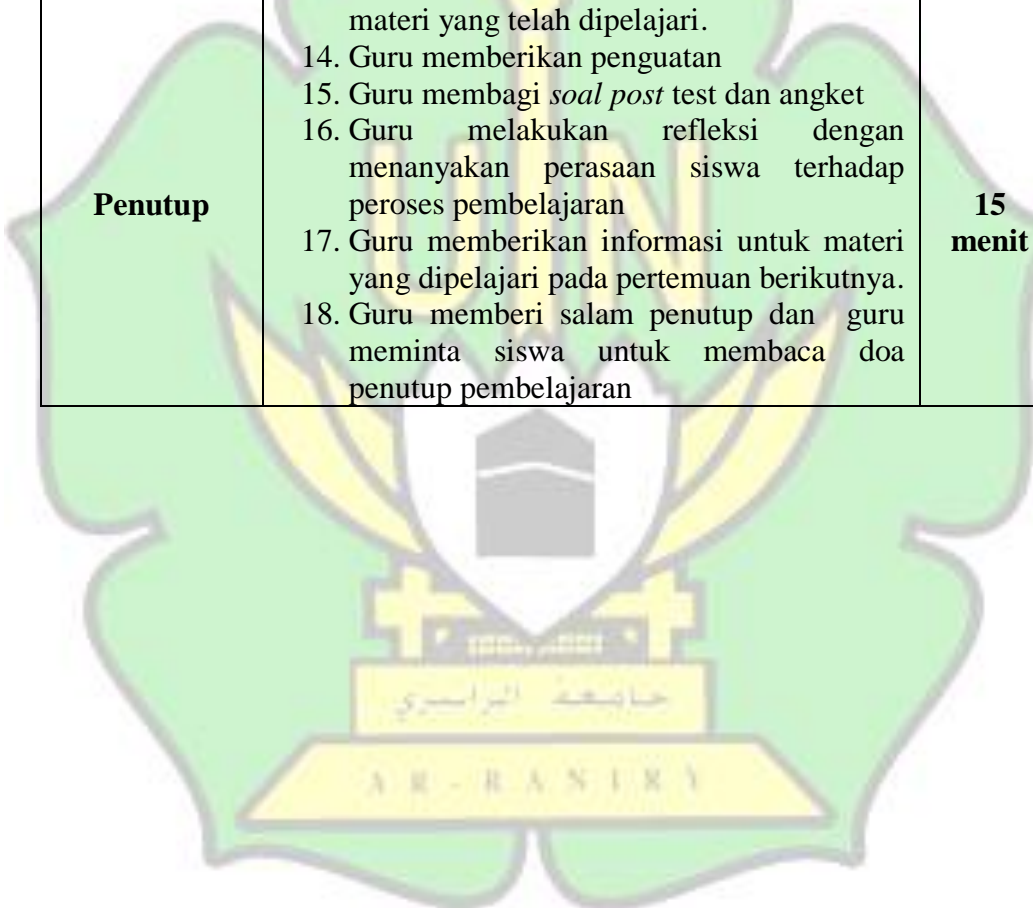 materi yang telah dipelajari.
14. Guru memberikan penguatan
15. Guru membagi soal post test dan angket
16. Guru melakukan refleksi dengan
menanyakan perasaan siswa terhadap
Penutup
peroses pembelajaran
15
17. Guru memberikan informasi untuk materi
menit
yang dipelajari pada pertemuan berikutnya.
18. Guru memberi salam penutup dan guru
meminta siswa untuk membaca doa
penutup pembelajaran
UIN
جامعة الرانيري
AR-RANIRY